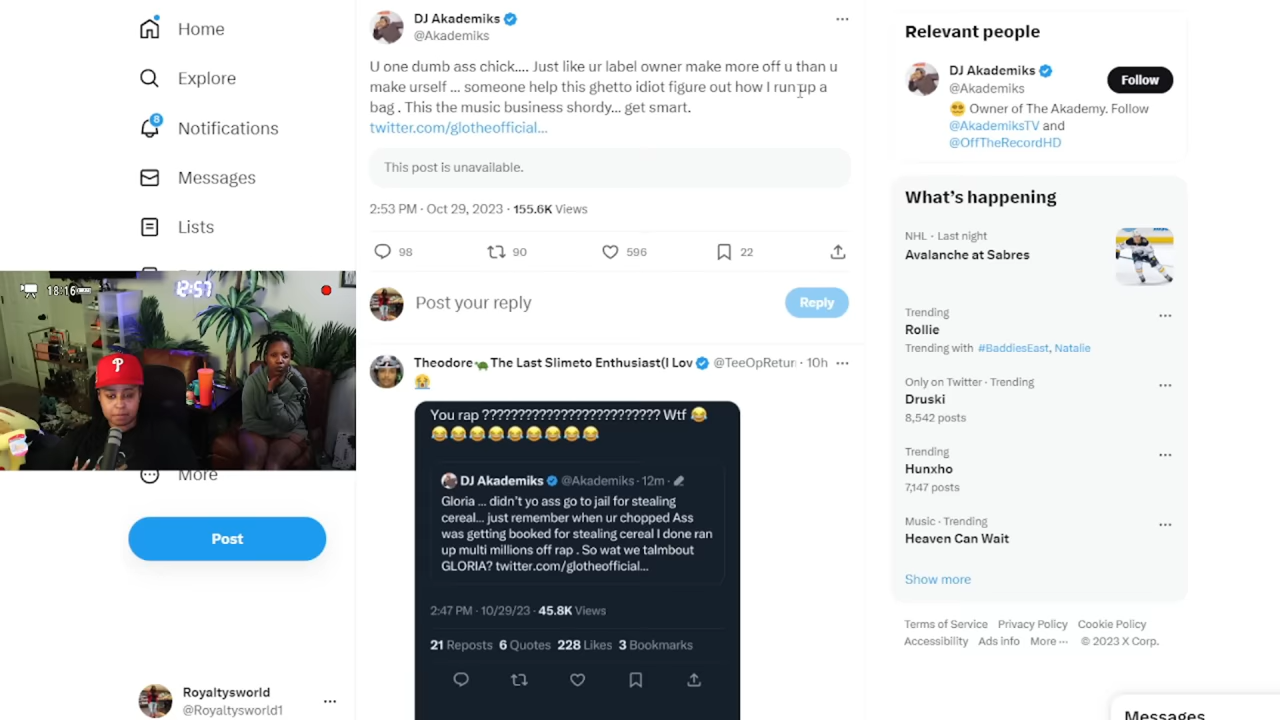 Home
Explore
8
Notifications
Messages
Lists
18:16
12:57
P
More
Post
Royaltysworld
@Royaltysworld1
DJ Akademiks
@Akademiks
U one dumb ass chick.... Just like ur label owner make more off u than u
make urself ... someone help this ghetto idiot figure out how I run up a
bag . This the music business shordy... get smart.
twitter.com/glotheofficial...
This post is unavailable.
2:53 PM · Oct 29, 2023 · 155.6K Views
98 90 596 22
Post your reply
Reply
Theodore🐢The Last Slimeto Enthusiast(I Lov @TeeOpRetur · 10h
😭
You rap ????????????????????????? Wtf 😂
😂😂😂😂😂😂😂😂😂
DJ Akademiks @Akademiks · 12m ·
Gloria ... didn't yo ass go to jail for stealing
cereal... just remember when ur chopped Ass
was getting booked for stealing cereal I done ran
up multi millions off rap . So wat we talmbout
GLORIA? twitter.com/glotheofficial...
2:47 PM · 10/29/23 · 45.8K Views
21 Reposts 6 Quotes 228 Likes 3 Bookmarks
Relevant people
DJ Akademiks
@Akademiks
Follow
😵‍💫 Owner of The Akademy. Follow
@AkademiksTV and
@OffTheRecordHD
What's happening
NHL · Last night
Avalanche at Sabres
Trending
Rollie
Trending with #BaddiesEast, Natalie
Only on Twitter · Trending
Druski
8,542 posts
Trending
Hunxho
7,147 posts
Music · Trending
Heaven Can Wait
Show more
Terms of Service Privacy Policy Cookie Policy
Accessibility Ads info More ··· © 2023 X Corp.
Messages